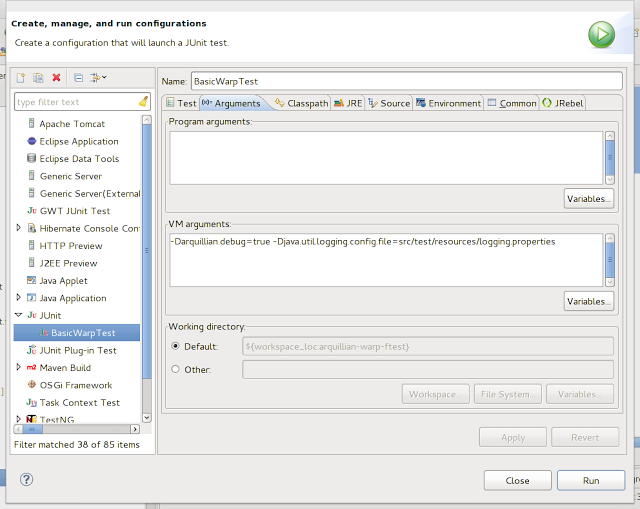 Create, manage, and run configurations
Create a configuration that will launch a JUnit test.
type filter text
Apache Tomcat
Eclipse Application
Eclipse Data Tools
Generic Server
Generic Server(External
GWT JUnit Test
Hibernate Console Con
HTTP Preview
J2EE Preview
Java Applet
Java Application
JUnit
BasicWarpTest
JUnit Plug-in Test
Maven Build
OSGi Framework
Task Context Test
TestNG
Filter matched 38 of 85 items
Name: BasicWarpTest
Test Arguments Classpath JRE Source Environment Common JRebel
Program arguments:
Variables...
VM arguments:
-Darquillian.debug=true -Djava.util.logging.config.file=src/test/resources/logging.properties
Variables...
Working directory:
Default: ${workspace_loc:arquillian-warp-ftest}
Other:
Workspace... File System... Variables...
Apply Revert
Close Run